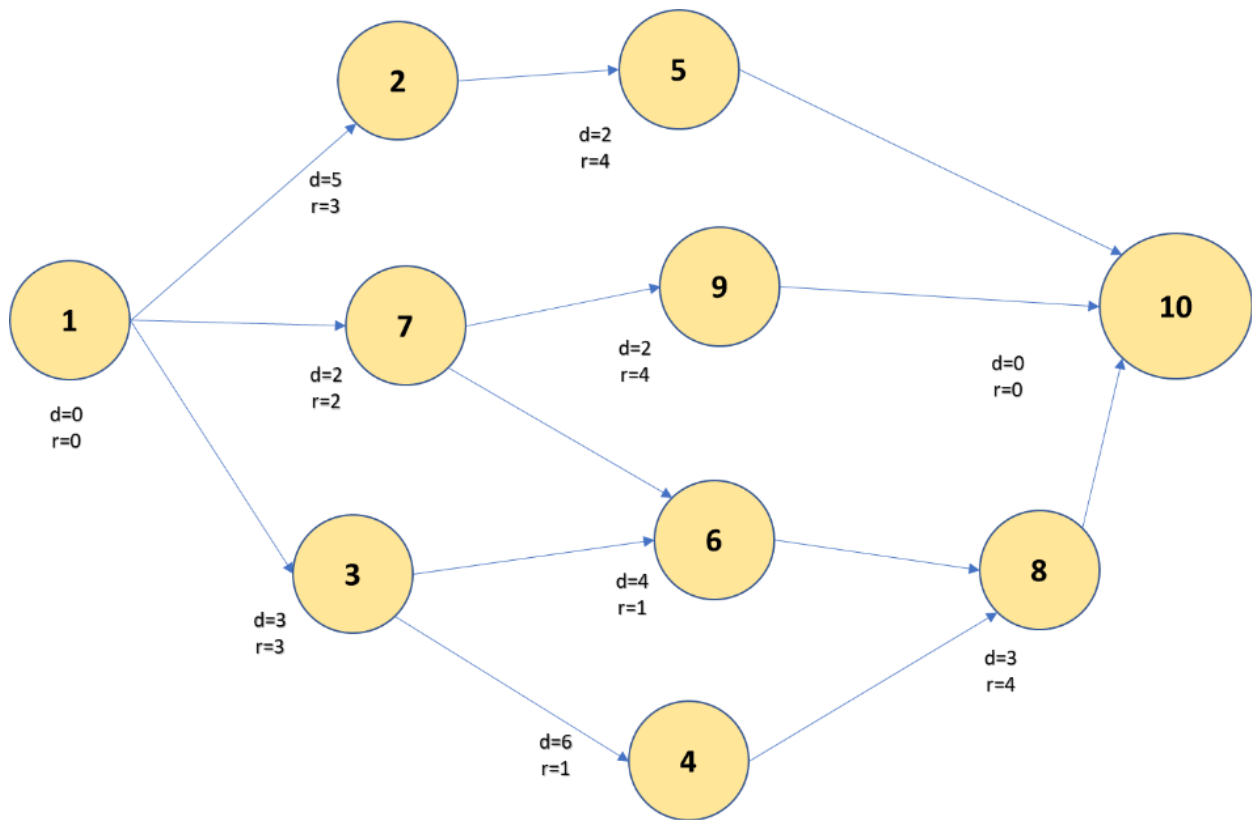 2
5
d=2
r=4
d=5
r=3
1
7
9
10
d=2
r=4
d=0
r=0
d=2
r=2
d=0
r=0
3
6
8
d=4
r=1
d=3
r=3
d=3
r=4
d=6
r=1
4